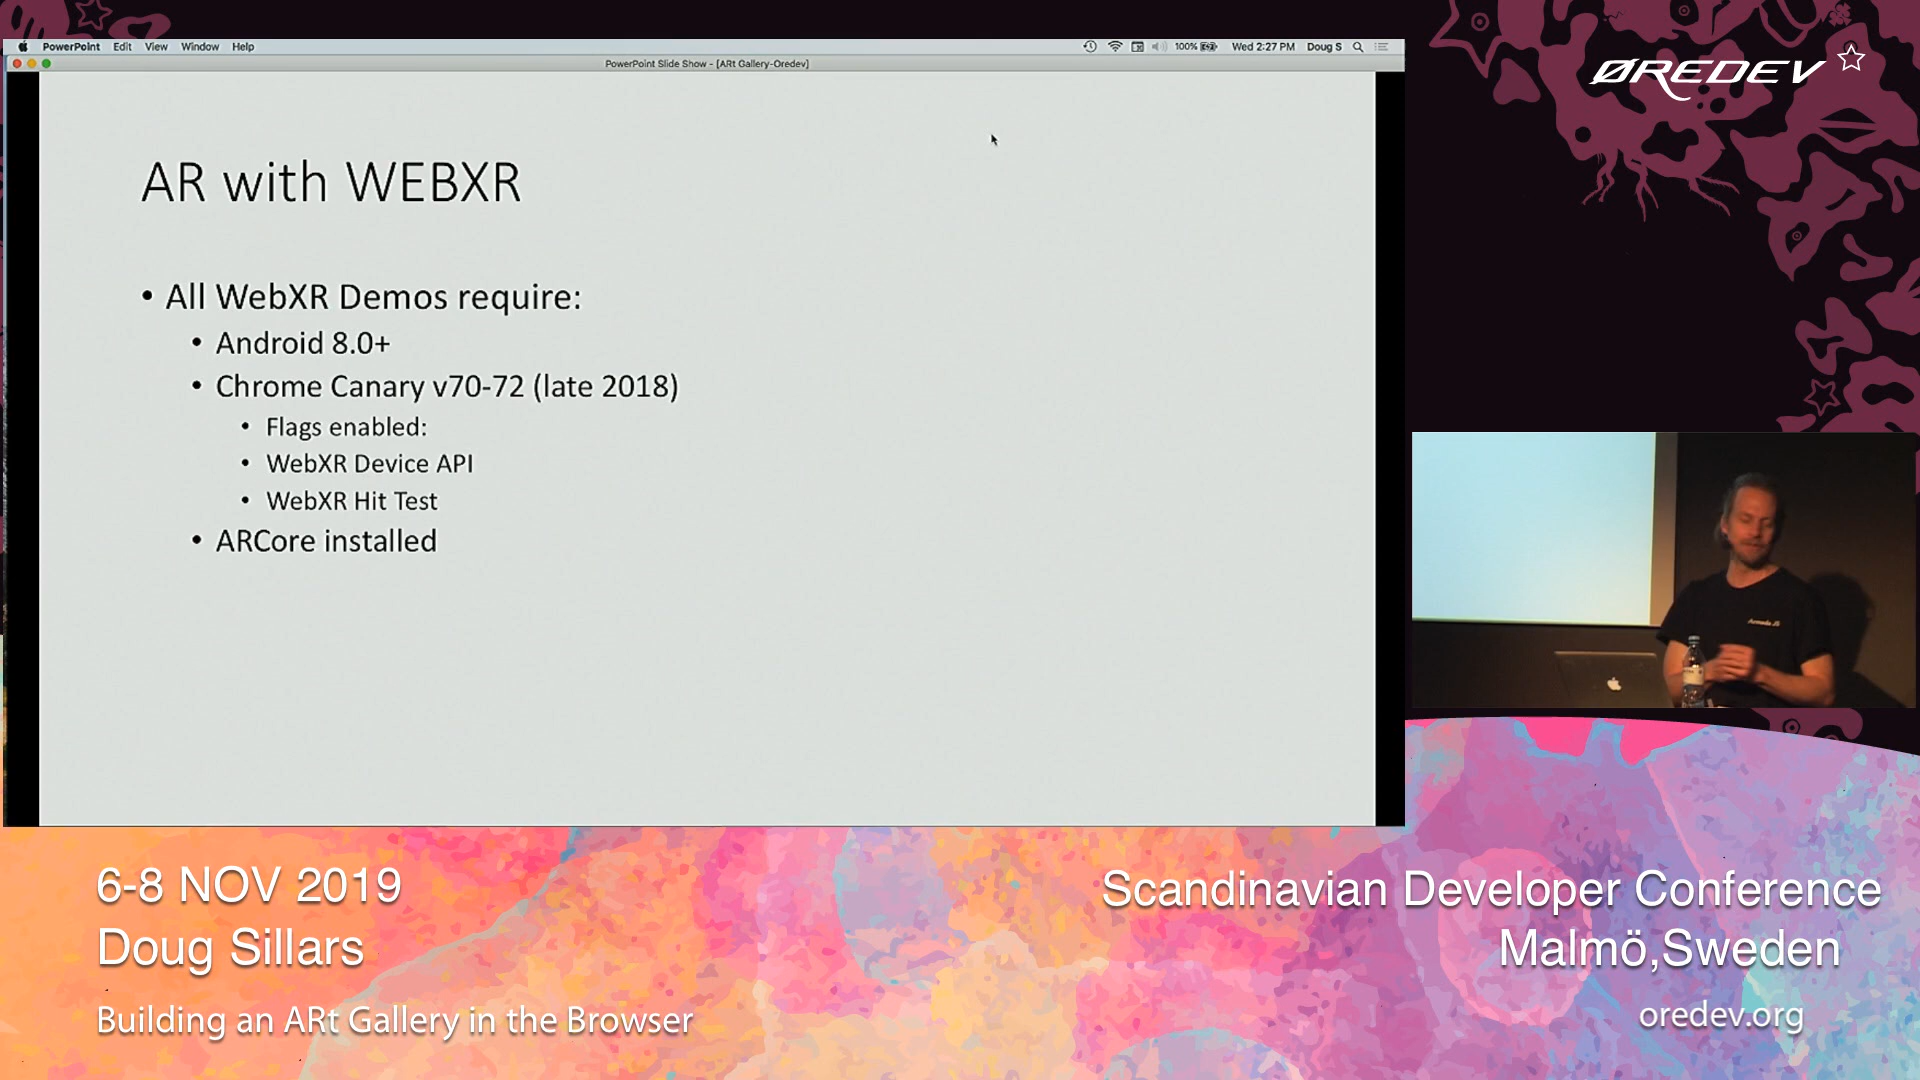 PowerPoint Edit View Window Help
100% Wed 2:27 PM Doug S
PowerPoint Slide Show - [ARt Gallery-Oredev]
ØREDEV
AR with WEBXR
• All WebXR Demos require:
• Android 8.0+
• Chrome Canary v70-72 (late 2018)
• Flags enabled:
• WebXR Device API
• WebXR Hit Test
• ARCore installed
6-8 NOV 2019
Doug Sillars
Building an ARt Gallery in the Browser
Scandinavian Developer Conference
Malmö,Sweden
oredev.org